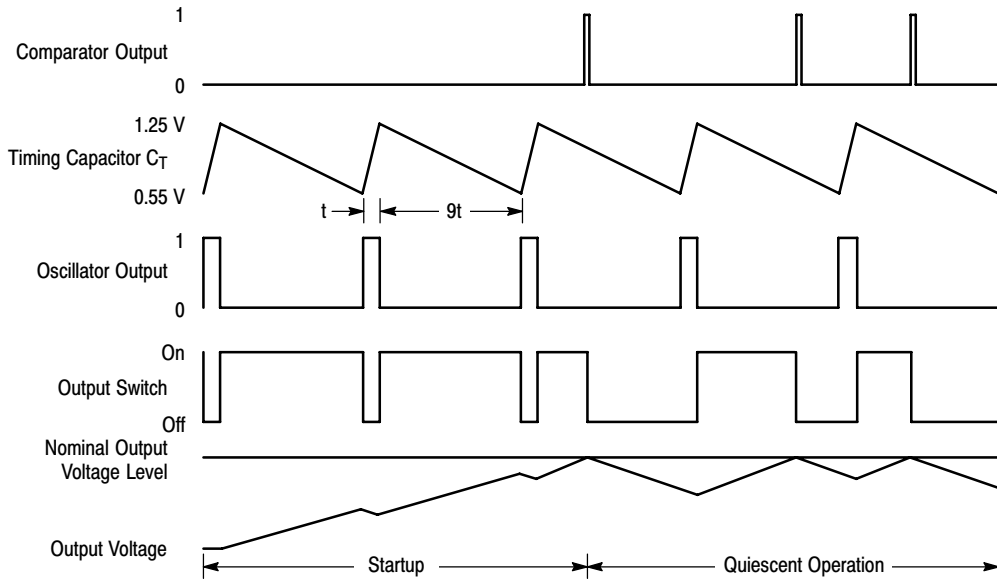 1
Comparator Output
0
1.25 V
Timing Capacitor CT
0.55 V
t
9t
1
Oscillator Output
0
On
Output Switch
Off
Nominal Output
Voltage Level
Output Voltage
Startup
Quiescent Operation